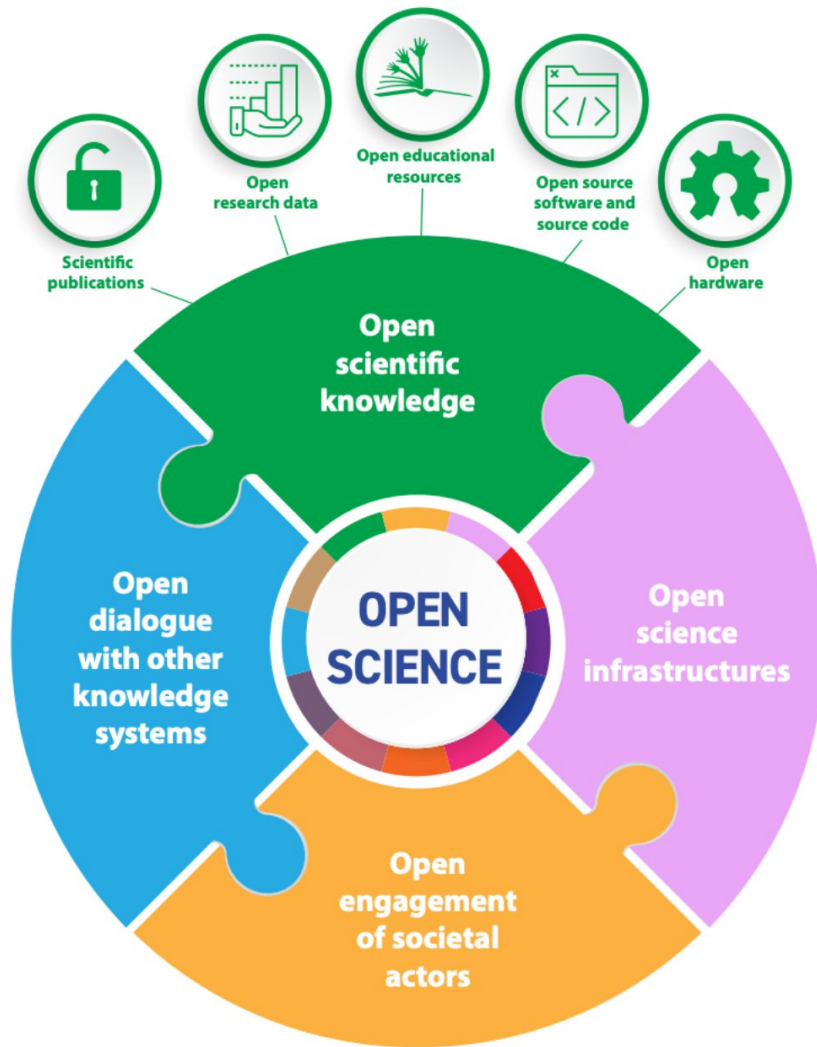 Scientific
publications
Open
research data
Open educational
resources
Open source
software and
source code
</>
Open
hardware
Open
scientific
knowledge
Open
dialogue
with other
knowledge
systems
OPEN
SCIENCE
Open
science
infrastructures
Open
engagement
of societal
actors